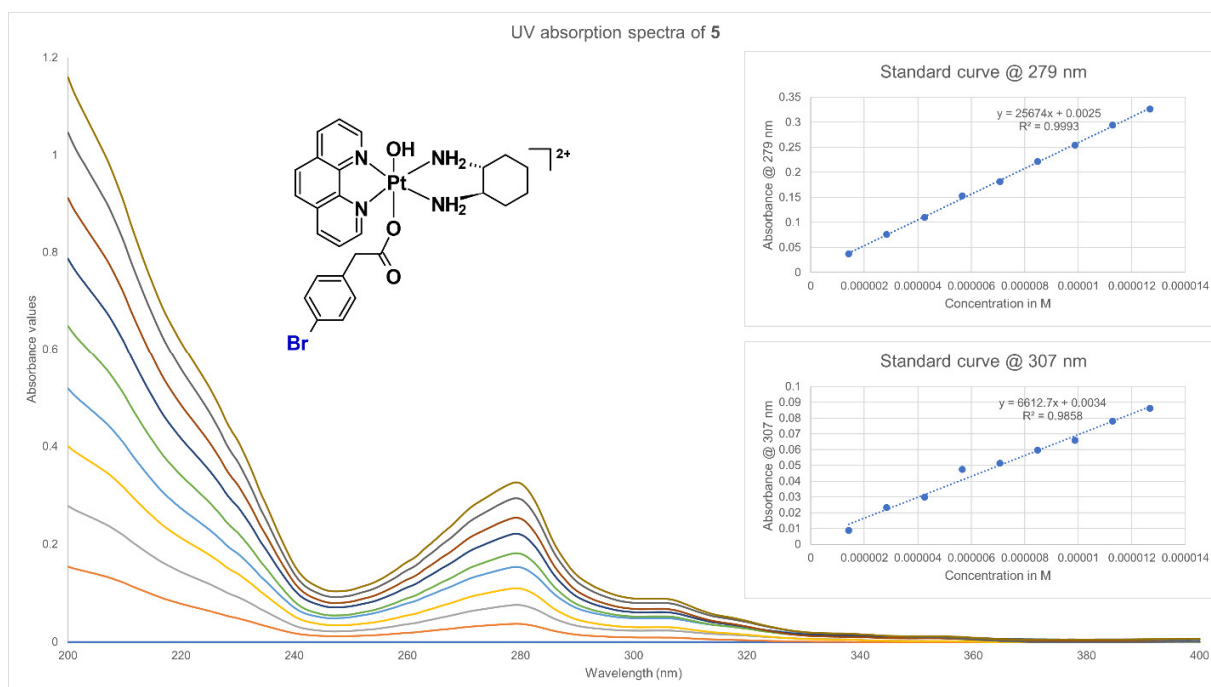 UV absorption spectra of 5
Absorbance values
1.2
1
0.8
0.6
0.4
0.2
0
200
220
240
260
280
300
320
340
360
380
400
Wavelength (nm)
OH
N
NH2
2+
Pt
N
NH2
O
O
Br
Standard curve @ 279 nm
Absorbance @ 279 nm
0.35
0.3
0.25
0.2
0.15
0.1
0.05
0
y = 25674x + 0.0025
R² = 0.9993
0
0.000002
0.000004
0.000006
0.000008
0.00001
0.000012
0.000014
Concentration in M
Standard curve @ 307 nm
Absorbance @ 307 nm
0.1
0.09
0.08
0.07
0.06
0.05
0.04
0.03
0.02
0.01
0
y = 6612.7x + 0.0034
R² = 0.9858
0
0.000002
0.000004
0.000006
0.000008
0.00001
0.000012
0.000014
Concentration in M